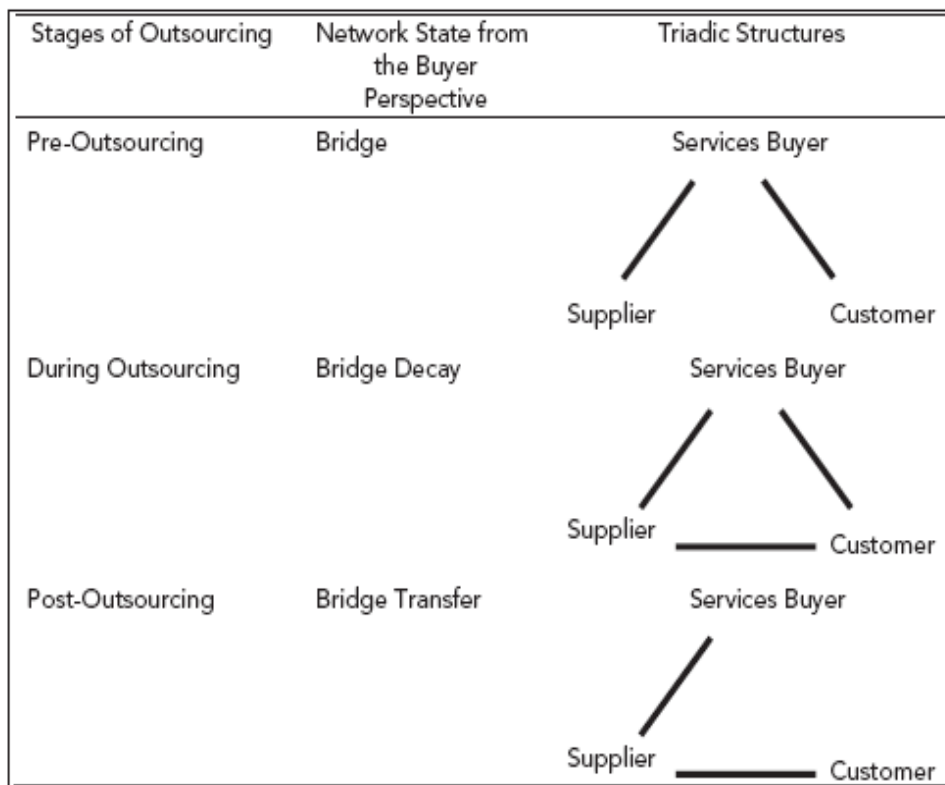 Stages of Outsourcing
Network State from
the Buyer
Perspective
Triadic Structures
Pre-Outsourcing
Bridge
Services Buyer
Supplier
Customer
During Outsourcing
Bridge Decay
Services Buyer
Supplier
Customer
Post-Outsourcing
Bridge Transfer
Services Buyer
Supplier
Customer